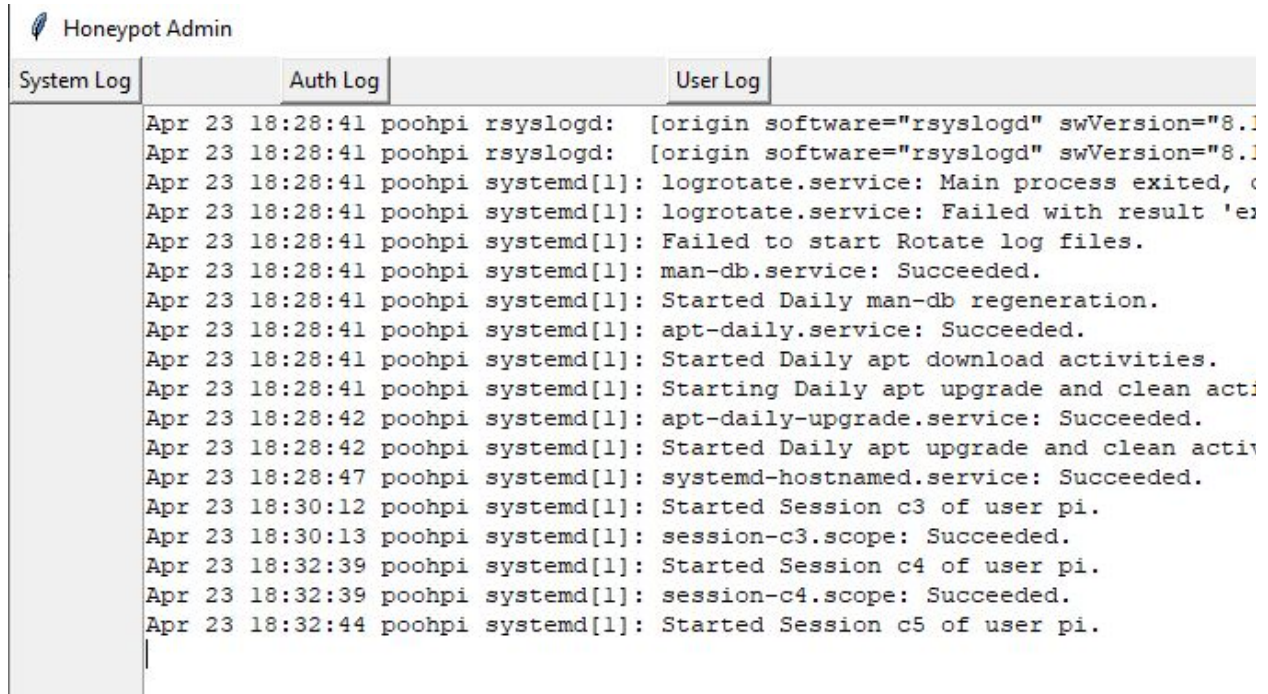 Honeypot Admin
System Log Auth Log User Log
Apr 23 18:28:41 poohpi rsyslogd:  [origin software="rsyslogd" swVersion="8.
Apr 23 18:28:41 poohpi rsyslogd:  [origin software="rsyslogd" swVersion="8.
Apr 23 18:28:41 poohpi systemd[1]: logrotate.service: Main process exited,
Apr 23 18:28:41 poohpi systemd[1]: logrotate.service: Failed with result
Apr 23 18:28:41 poohpi systemd[1]: Failed to start Rotate log files.
Apr 23 18:28:41 poohpi systemd[1]: man-db.service: Succeeded.
Apr 23 18:28:41 poohpi systemd[1]: Started Daily man-db regeneration.
Apr 23 18:28:41 poohpi systemd[1]: apt-daily.service: Succeeded.
Apr 23 18:28:41 poohpi systemd[1]: Started Daily apt download activities.
Apr 23 18:28:41 poohpi systemd[1]: Starting Daily apt upgrade and clean
Apr 23 18:28:42 poohpi systemd[1]: apt-daily-upgrade.service: Succeeded.
Apr 23 18:28:42 poohpi systemd[1]: Started Daily apt upgrade and clean
Apr 23 18:28:47 poohpi systemd[1]: systemd-hostnamed.service: Succeeded.
Apr 23 18:30:12 poohpi systemd[1]: Started Session c3 of user pi.
Apr 23 18:30:13 poohpi systemd[1]: session-c3.scope: Succeeded.
Apr 23 18:32:39 poohpi systemd[1]: Started Session c4 of user pi.
Apr 23 18:32:39 poohpi systemd[1]: session-c4.scope: Succeeded.
Apr 23 18:32:44 poohpi systemd[1]: Started Session c5 of user pi.